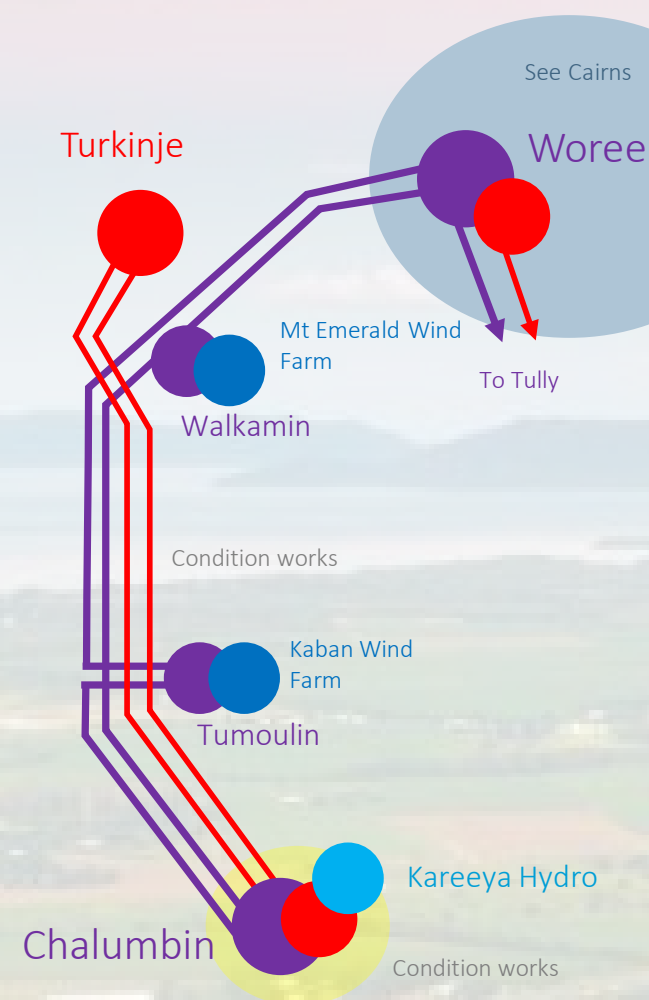 See Cairns
Turkinje
Woree
Mt Emerald Wind
Farm
To Tully
Walkamin
Condition works
Kaban Wind
Farm
Tumoulin
Kareeya Hydro
Chalumbin
Condition works